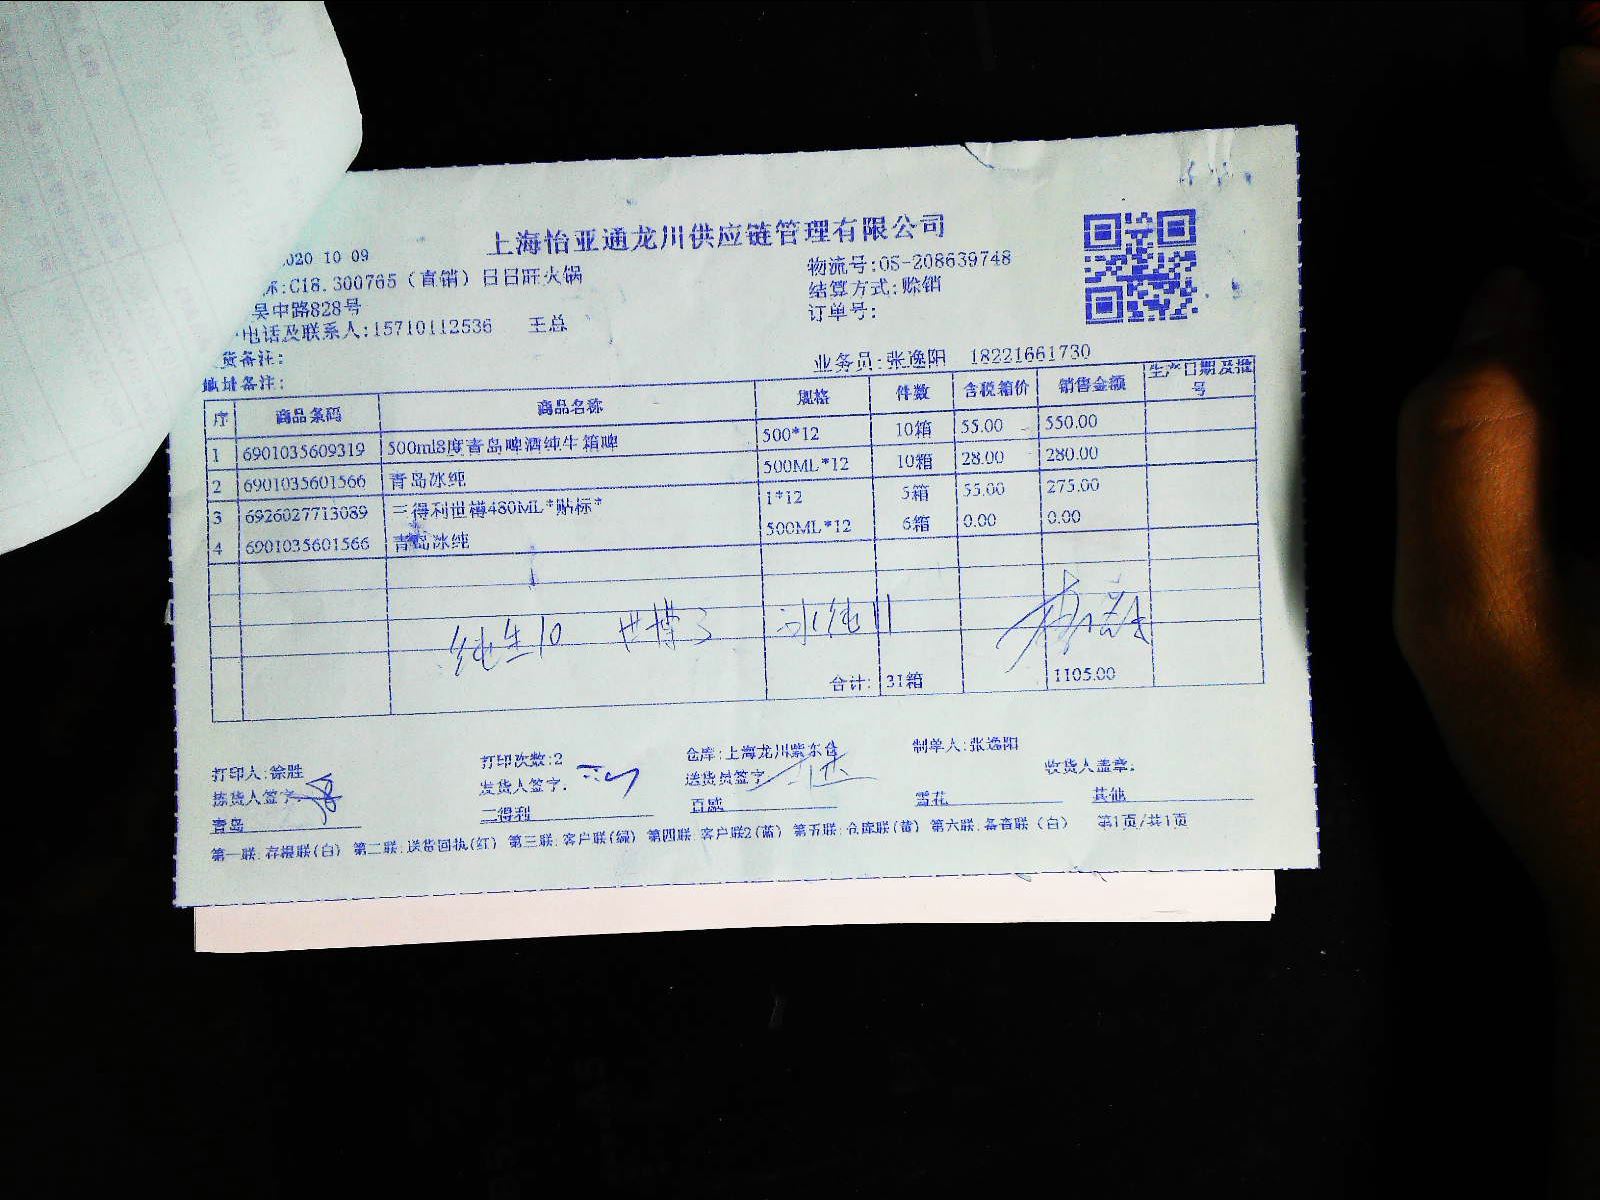 上海怡亚通龙川供应链管理有限公司
020 10 09
称:C18.300765（直销）日日旺火锅
吴中路828号
电话及联系人:15710112536 王总
货备注:
地址备注:
物流号:OS-208639748
结算方式:赊销
订单号:
业务员:张逸阳 18221661730
序 商品条码 商品名称 规格 件数 含税箱价 销售金额 生产日期及批号
1 6901035609319 500ml8度青岛啤酒纯生箱啤 500*12 10箱 55.00 550.00
2 6901035601566 青岛冰纯 500ML*12 10箱 28.00 280.00
3 6926027713089 三得利世樽480ML*贴标* 1*12 5箱 55.00 275.00
4 6901035601566 青岛冰纯 500ML*12 6箱 0.00 0.00
纯生10 世博3 冰纯11
合计: 31箱 1105.00
打印人:徐胜 打印次数:2 仓库:上海龙川紫东仓 制单人:张逸阳
拣货人签字: 发货人签字: 送货员签字: 收货人盖章:
青岛 三得利 百威 雪花 其他
第一联:存根联(白) 第二联:送货回执(红) 第三联:客户联(绿) 第四联:客户联2(蓝) 第五联:仓库联(黄) 第六联:备查联(白) 第1页/共1页